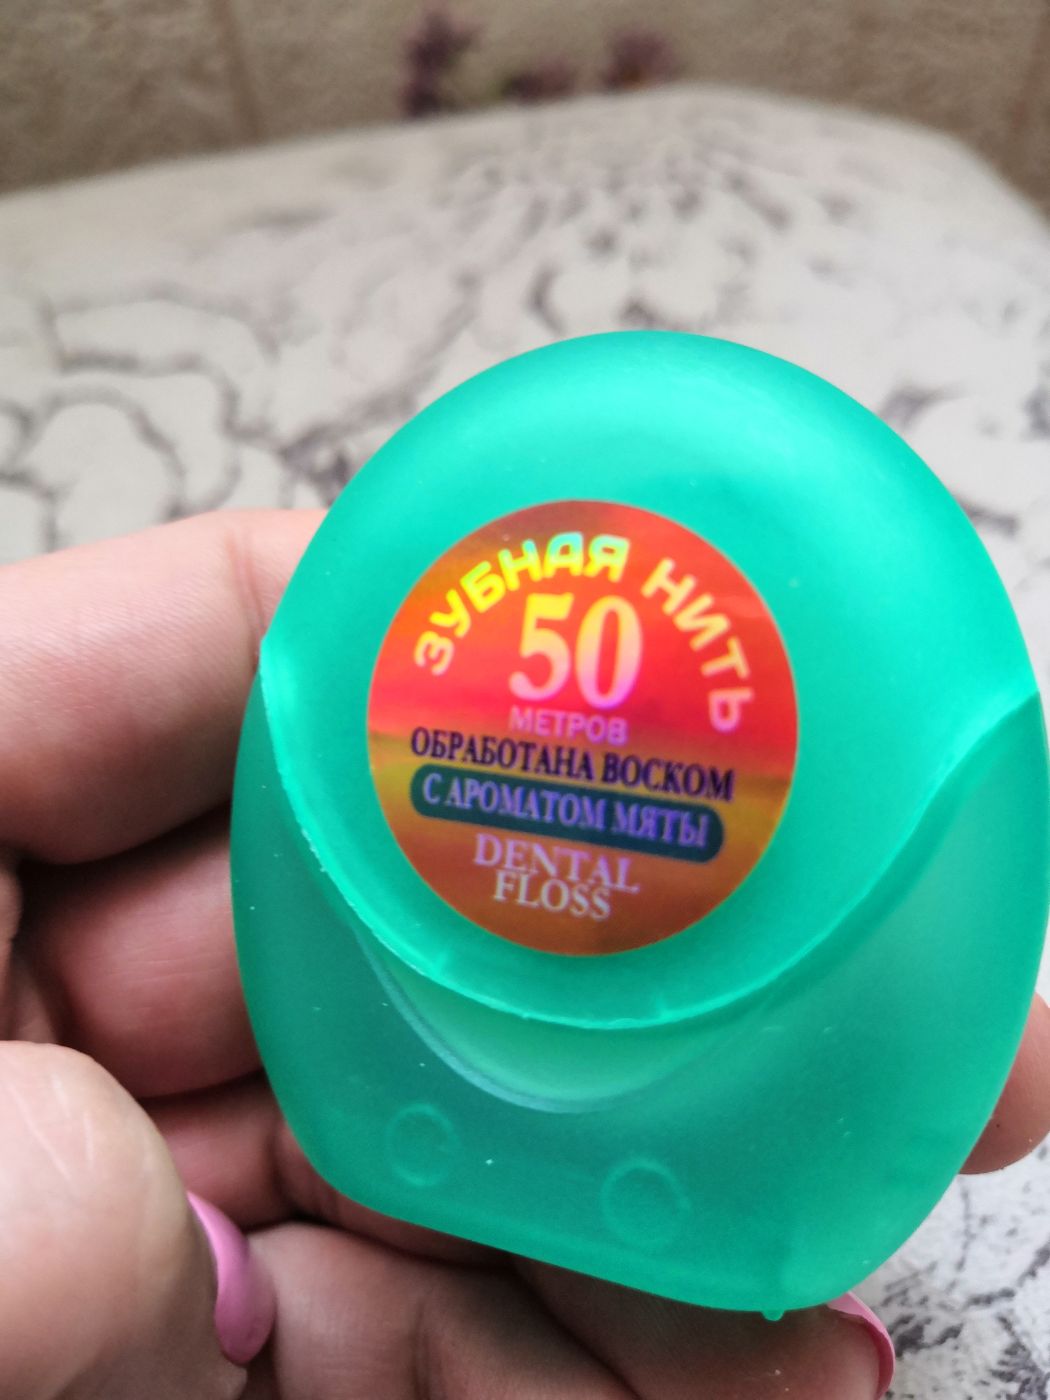 ЗУБНАЯ НИТЬ
50
МЕТРОВ
ОБРАБОТАНА ВОСКОМ
С АРОМАТОМ МЯТЫ
DENTAL
FLOSS